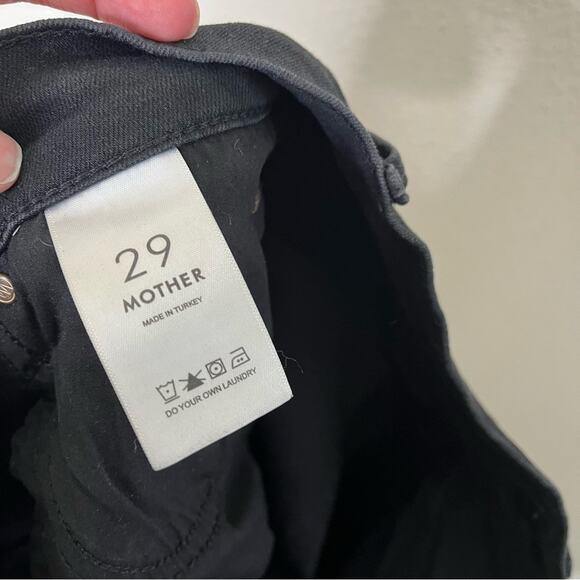 29
MOTHER
MADE IN TURKEY
DO YOUR OWN LAUNDRY